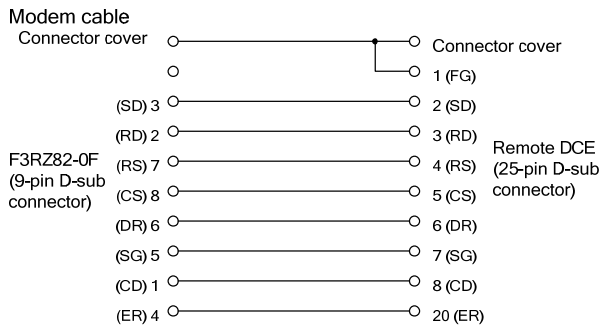 Modem cable
Connector cover
Connector cover
1 (FG)
(SD) 3
2 (SD)
(RD) 2
3 (RD)
(RS) 7
4 (RS)
(CS) 8
5 (CS)
(DR) 6
6 (DR)
(SG) 5
7 (SG)
(CD) 1
8 (CD)
(ER) 4
20 (ER)
F3RZ82-0F
(9-pin D-sub
connector)
Remote DCE
(25-pin D-sub
connector)